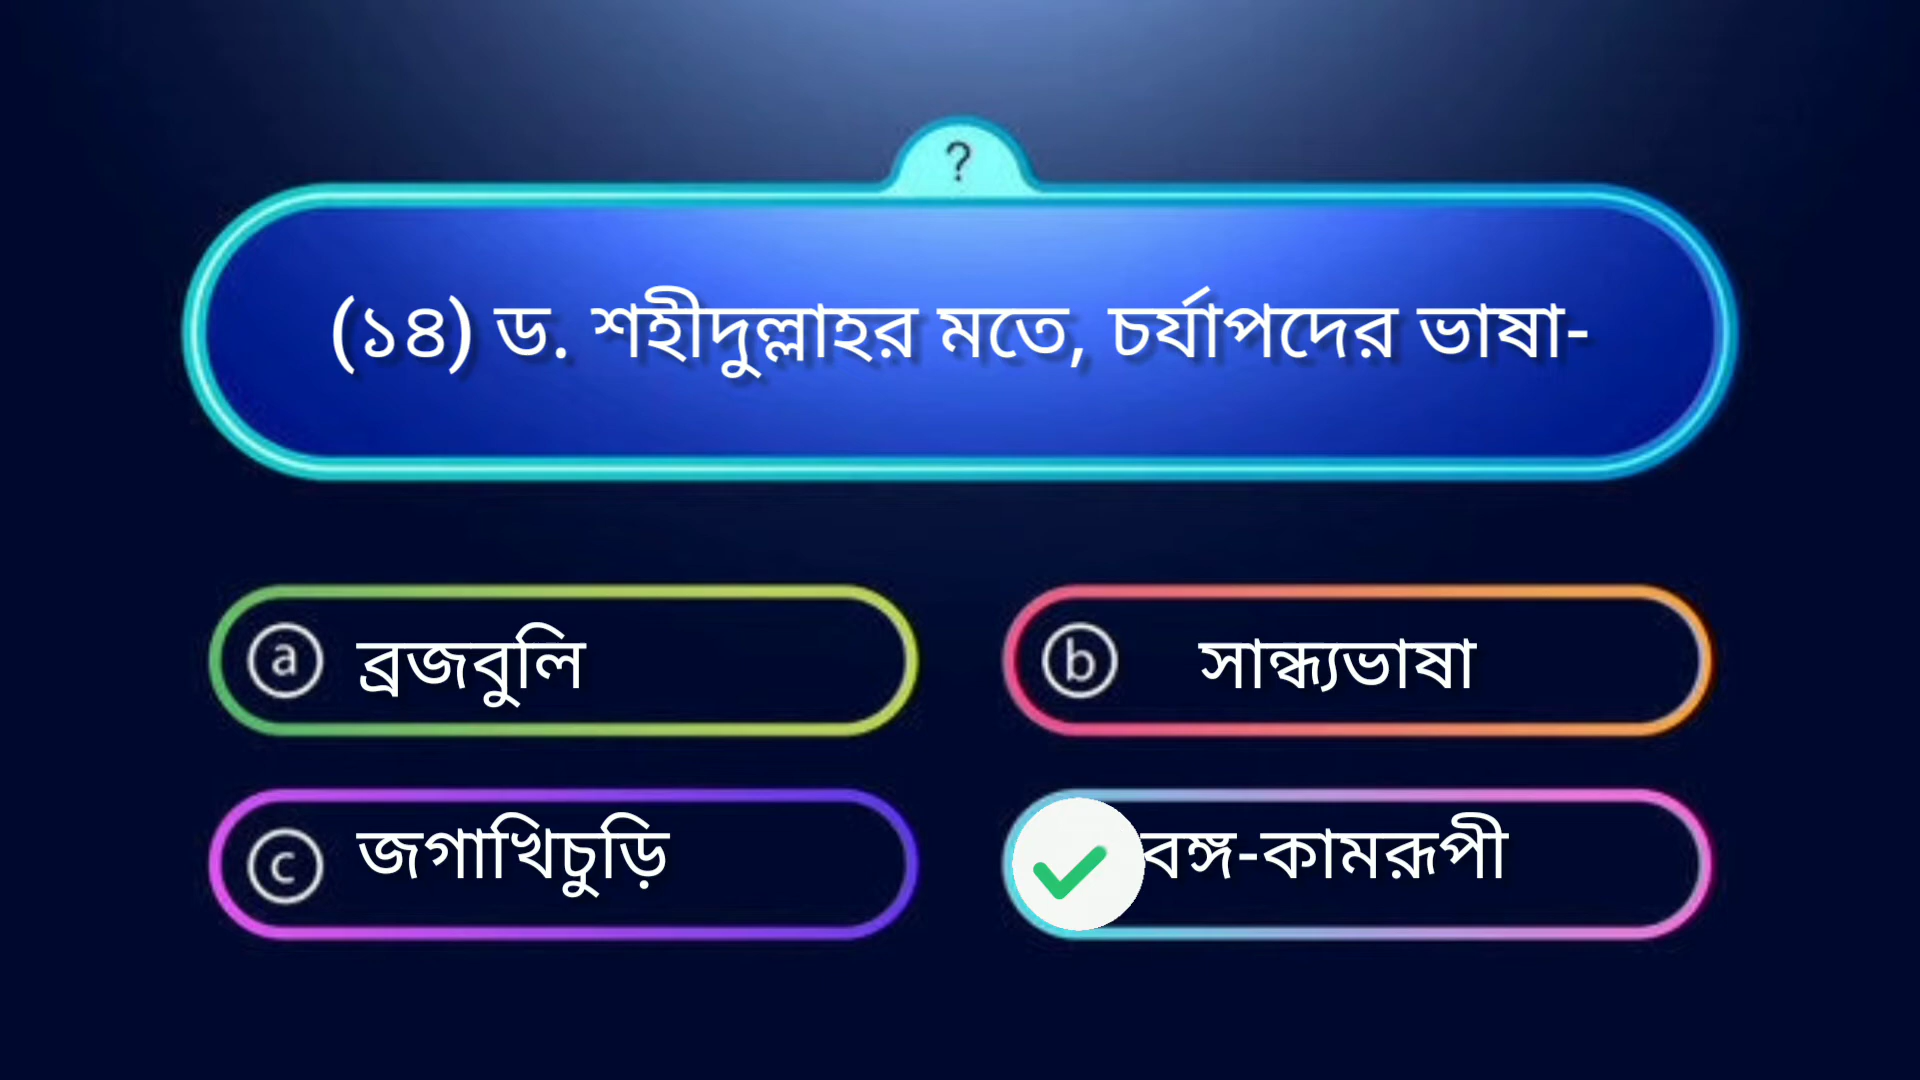 ?
(১৪) ড. শহীদুল্লাহর মতে, চর্যাপদের ভাষা-
a ব্রজবুলি
b সান্ধ্যভাষা
c জগাখিচুড়ি
বঙ্গ-কামরূপী